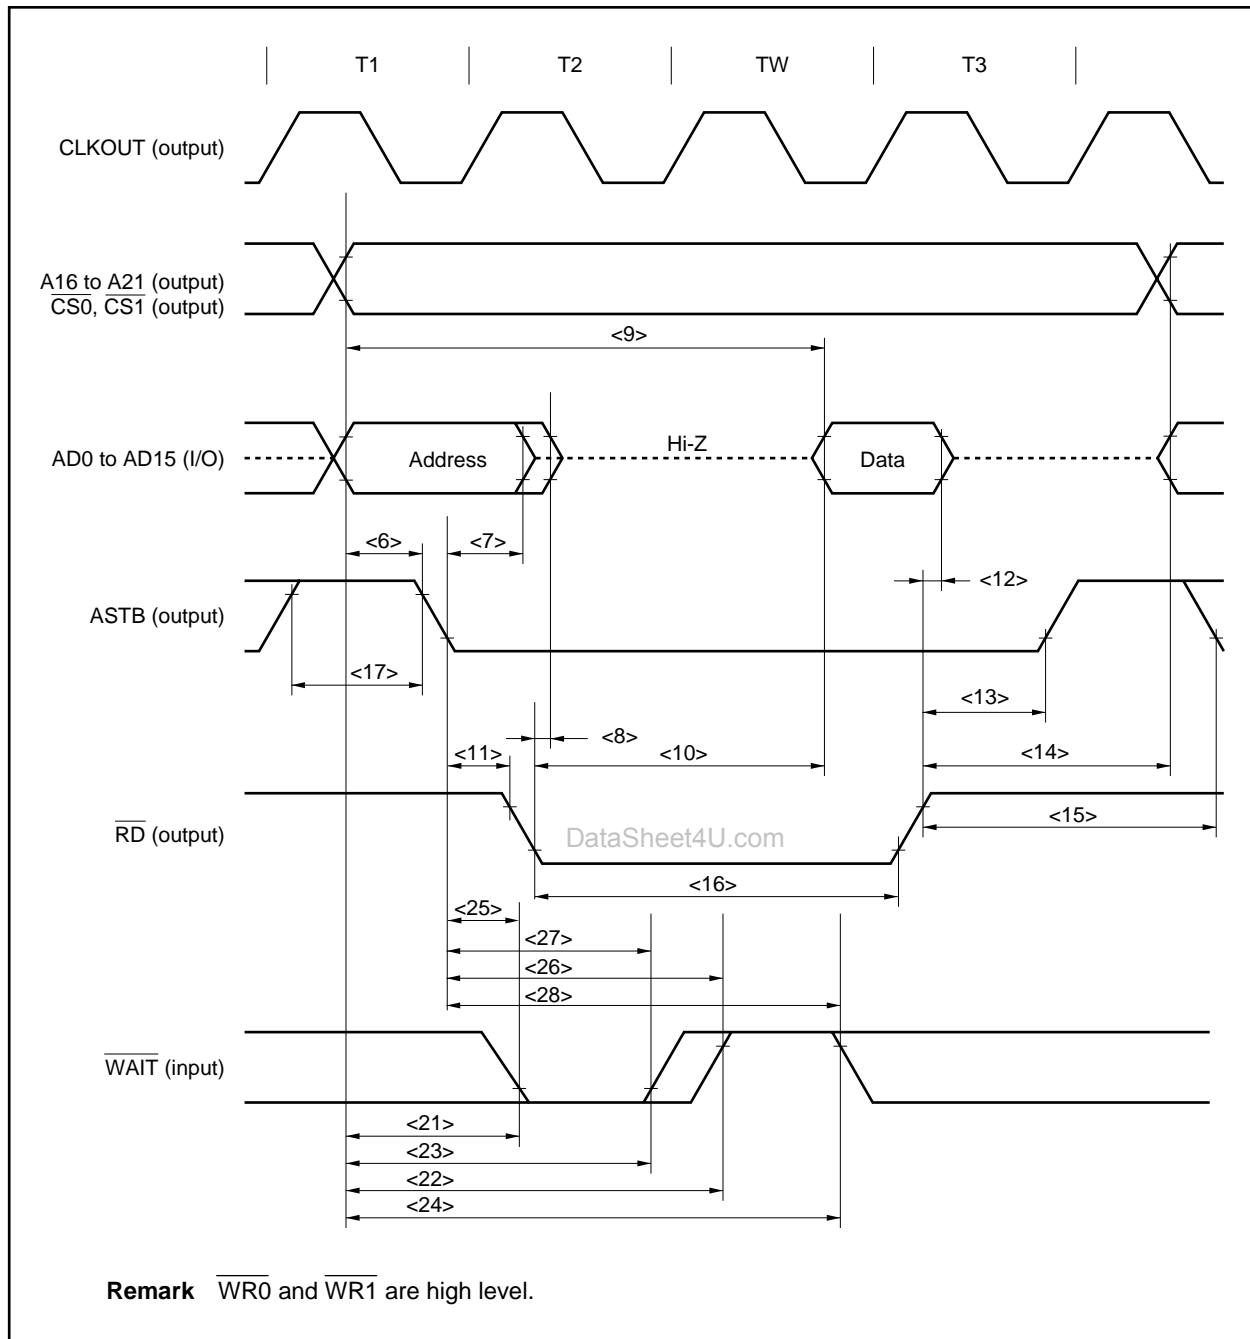 T1 T2 TW T3
CLKOUT (output)
A16 to A21 (output)
CS0, CS1 (output)
<9>
AD0 to AD15 (I/O)
Address
Hi-Z
Data
<6>
<7>
<12>
ASTB (output)
<17>
<13>
<8>
<11>
<10>
<14>
<15>
RD (output)
DataSheet4U.com
<16>
<25>
<27>
<26>
<28>
WAIT (input)
<21>
<23>
<22>
<24>
Remark WR0 and WR1 are high level.